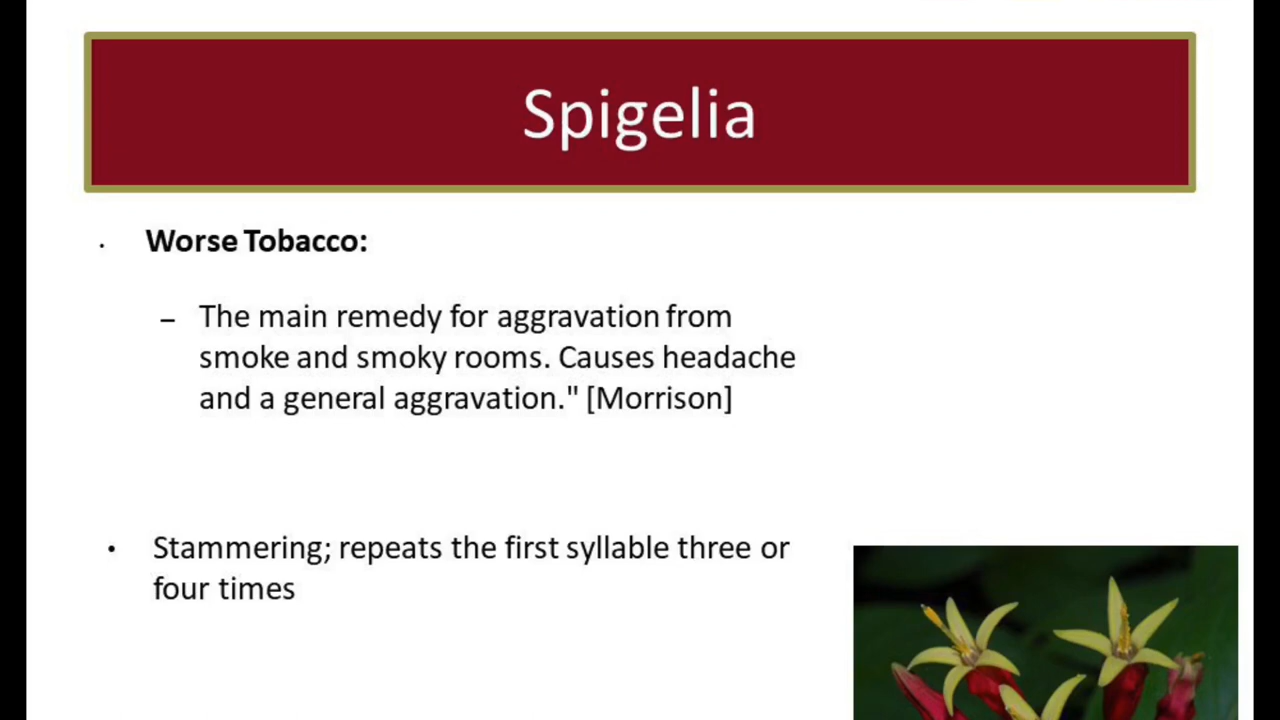 Spigelia
· Worse Tobacco:
– The main remedy for aggravation from
smoke and smoky rooms. Causes headache
and a general aggravation." [Morrison]
• Stammering; repeats the first syllable three or
four times